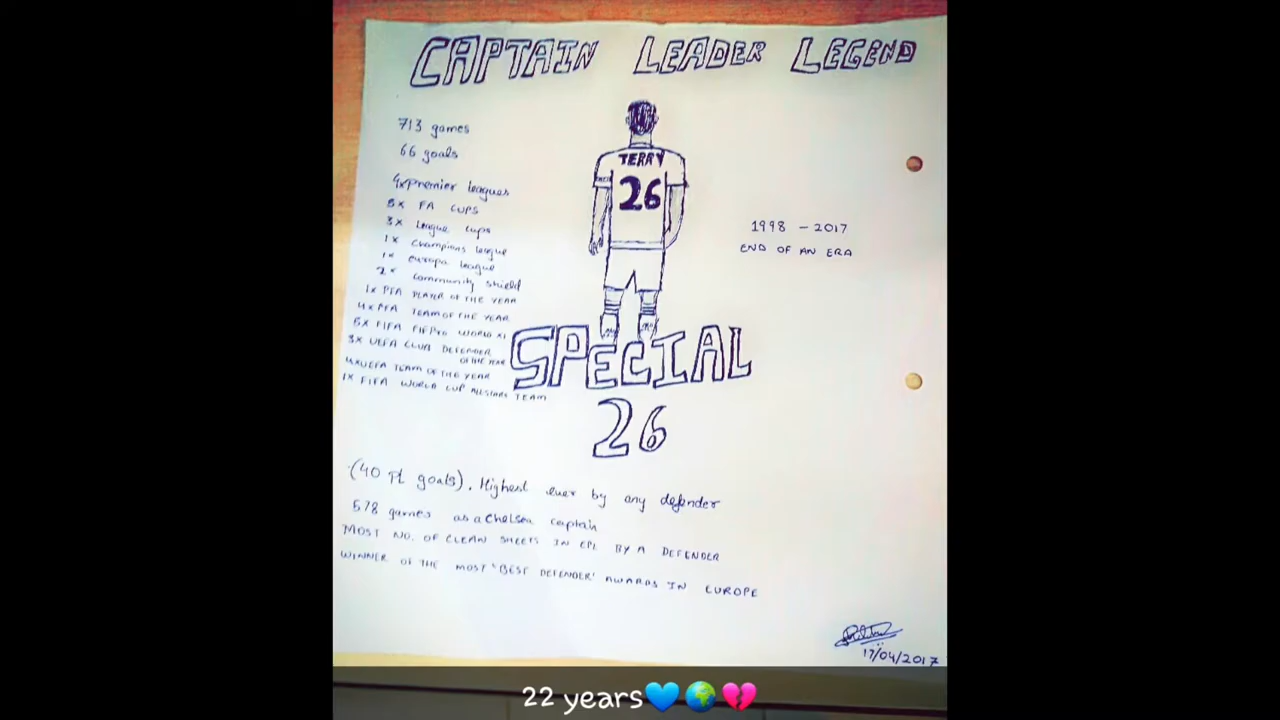 CAPTAIN LEADER LEGEND
713 games
66 goals
4x Premier leagues
5x FA CUPS
3x League cups
1x Champions league
1x europa league
2x Community shield
1x PFA PLAYER OF THE YEAR
4x PFA TEAM OF THE YEAR
5x FIFA FIFPro WORLD XI
3x UEFA CLUB DEFENDER
OF THE YEAR
4x UEFA TEAM OF THE YEAR
1x FIFA WORLD CUP ALLSTARS TEAM
TERRY
26
1998 - 2017
END OF AN ERA
SPECIAL
26
(40 PL goals). Highest ever by any defender
578 games as a Chelsea captain
MOST NO. OF CLEAN SHEETS IN EPL BY A DEFENDER
WINNER OF THE MOST 'BEST DEFENDER' AWARDS IN EUROPE
17/04/2017
22 years💙🌍💔